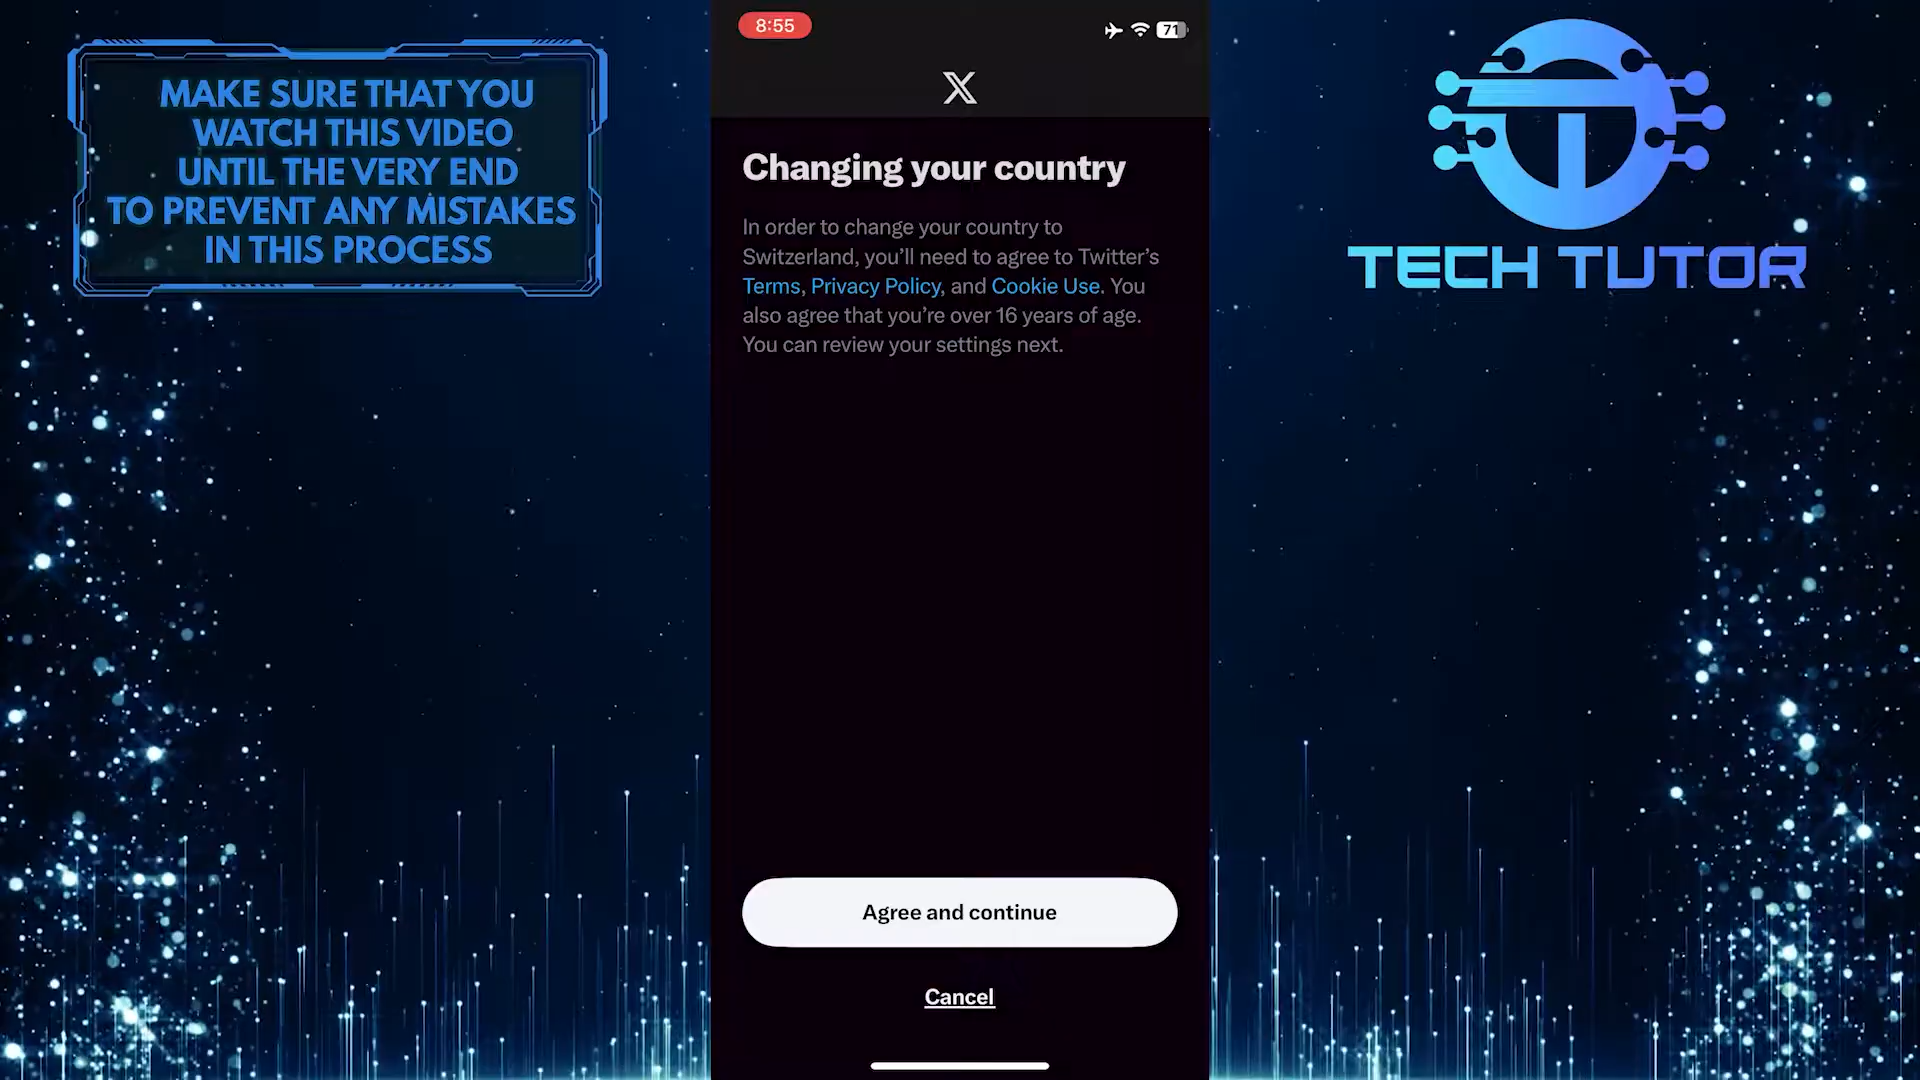 MAKE SURE THAT YOU
WATCH THIS VIDEO
UNTIL THE VERY END
TO PREVENT ANY MISTAKES
IN THIS PROCESS
8:55
71
X
Changing your country
In order to change your country to
Switzerland, you’ll need to agree to Twitter’s
Terms, Privacy Policy, and Cookie Use. You
also agree that you’re over 16 years of age.
You can review your settings next.
Agree and continue
Cancel
TECH TUTOR